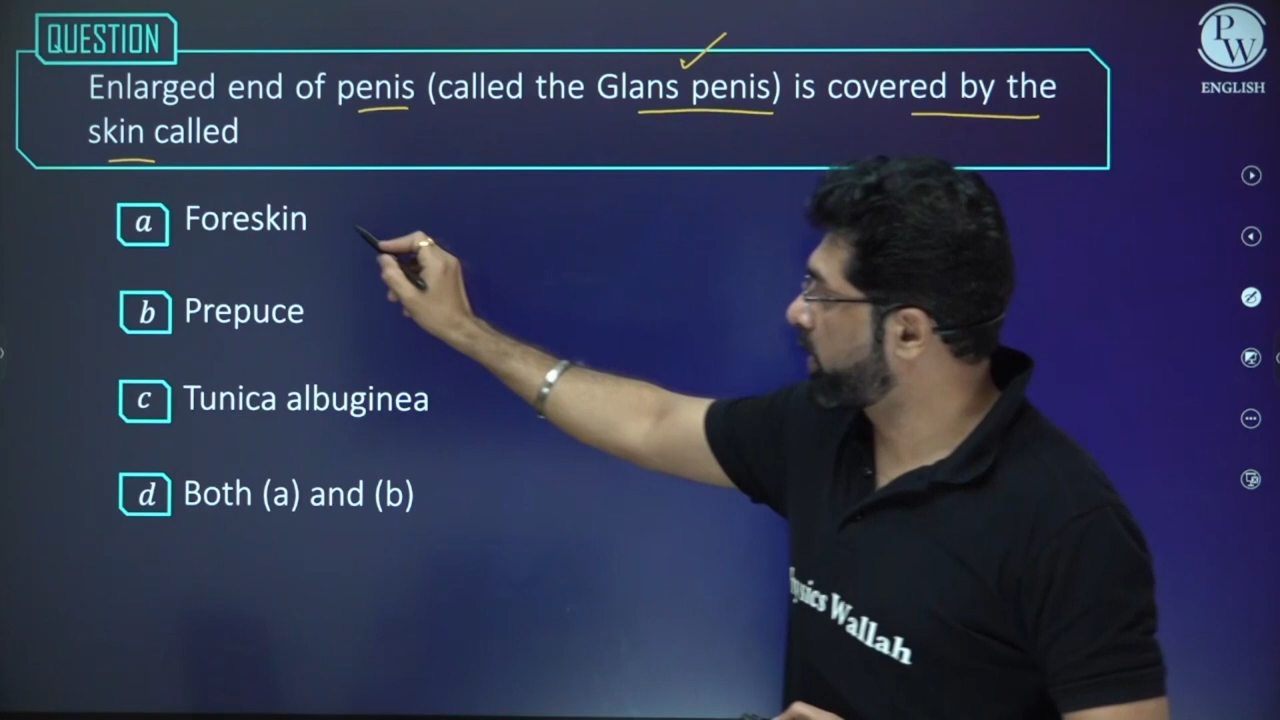 QUESTION
Enlarged end of penis (called the Glans penis) is covered by the
skin called
a Foreskin
b Prepuce
c Tunica albuginea
d Both (a) and (b)
PW
ENGLISH
Wallah